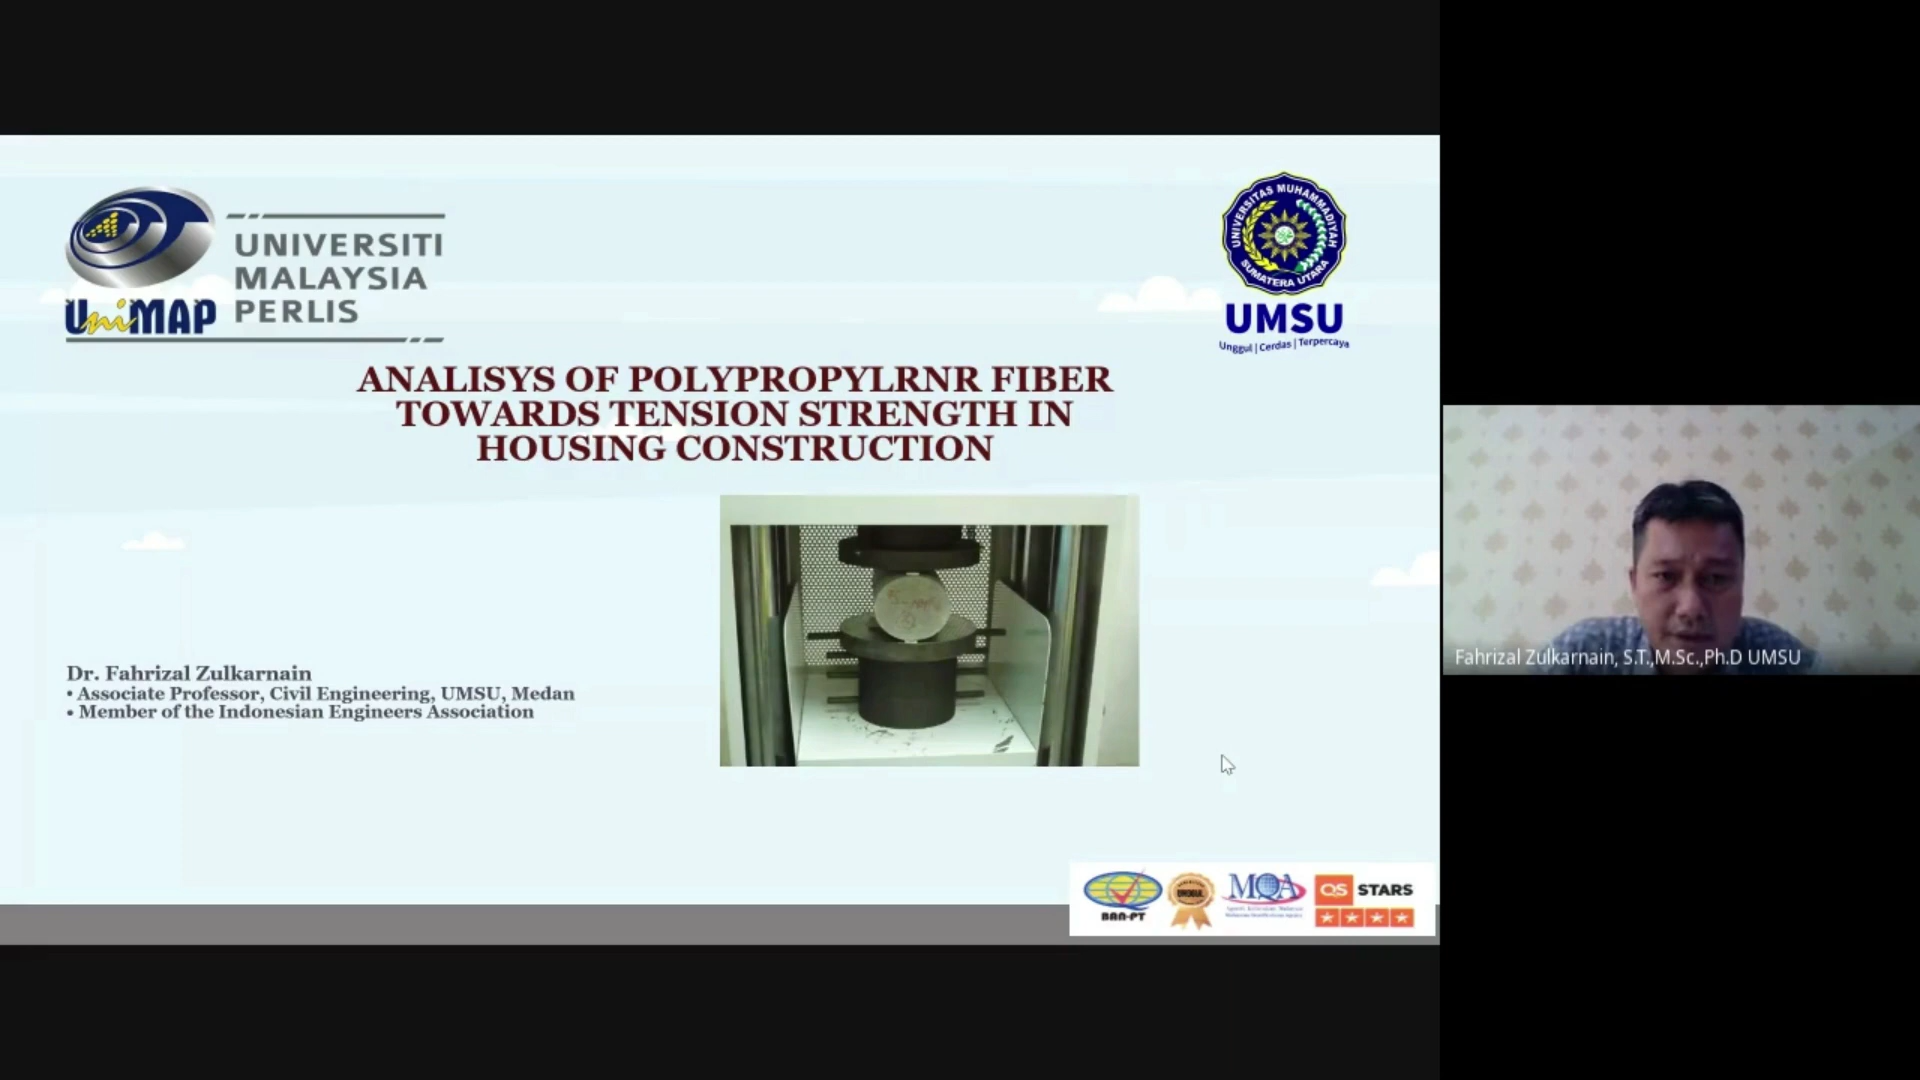 UNIVERSITI
MALAYSIA
PERLIS
UniMAP
UNIVERSITAS MUHAMMADIYAH
SUMATERA UTARA
UMSU
Unggul | Cerdas | Terpercaya
ANALISYS OF POLYPROPYLRNR FIBER
TOWARDS TENSION STRENGTH IN
HOUSING CONSTRUCTION
Dr. Fahrizal Zulkarnain
• Associate Professor, Civil Engineering, UMSU, Medan
• Member of the Indonesian Engineers Association
Fahrizal Zulkarnain, S.T.,M.Sc.,Ph.D UMSU
BAN-PT
UNGGUL
MQA
QS STARS